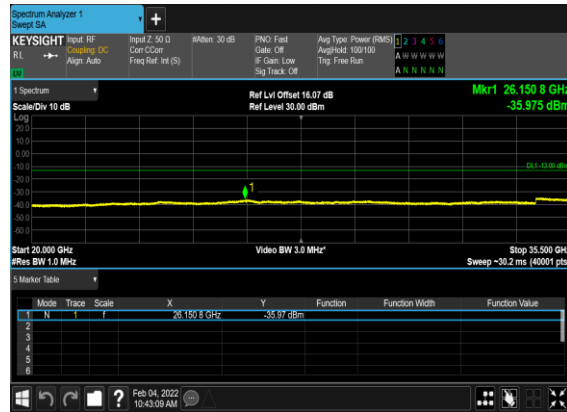 Spectrum Analyzer 1
Swept SA
+
KEYSIGHT
RL
Input: RF
Coupling: DC
Align: Auto
Input Z: 50 Ω
Corr CCorr
Freq Ref: Int (S)
#Atten: 30 dB
PNO: Fast
Gate: Off
IF Gain: Low
Sig Track: Off
Avg Type: Power (RMS)
Avg|Hold: 100/100
Trig: Free Run
1 2 3 4 5 6
A W W W W W
A N N N N N
1 Spectrum
Scale/Div 10 dB
Log
Ref Lvl Offset 16.07 dB
Ref Level 30.00 dBm
Mkr1 26.150 8 GHz
-35.975 dBm
20.0
10.0
0.00
-10.0
-20.0
-30.0
-40.0
-50.0
-60.0
DL1 -13.00 dBm
1
Start 20.000 GHz
#Res BW 1.0 MHz
Video BW 3.0 MHz*
Stop 35.500 GHz
Sweep ~30.2 ms (40001 pts)
5 Marker Table
Mode Trace Scale X Y Function Function Width Function Value
1 N 1 f 26.150 8 GHz -35.97 dBm
2
3
4
5
6
?
Feb 04, 2022
10:43:09 AM